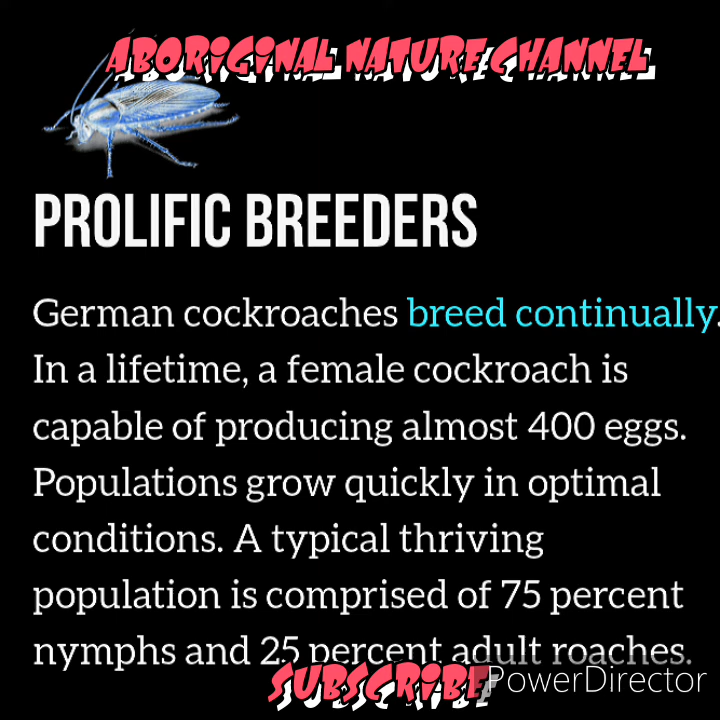 ABORIGINAL NATURE CHANNEL
PROLIFIC BREEDERS
German cockroaches breed continually.
In a lifetime, a female cockroach is
capable of producing almost 400 eggs.
Populations grow quickly in optimal
conditions. A typical thriving
population is comprised of 75 percent
nymphs and 25 percent adult roaches.
SUBSCRIBE
PowerDirector